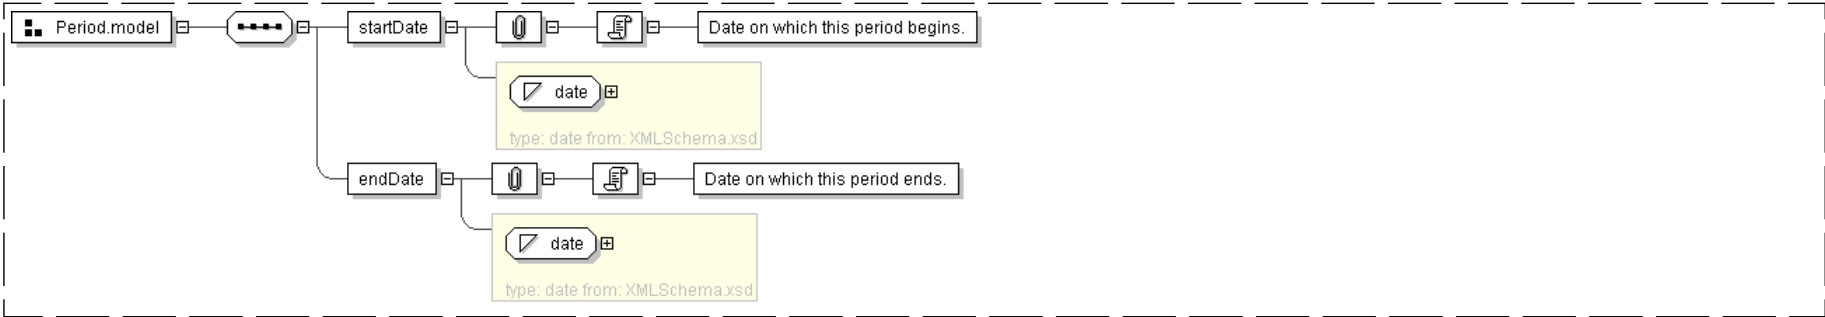 Period.model
startDate
Date on which this period begins.
date
type: date from: XMLSchema.xsd
endDate
Date on which this period ends.
date
type: date from: XMLSchema.xsd